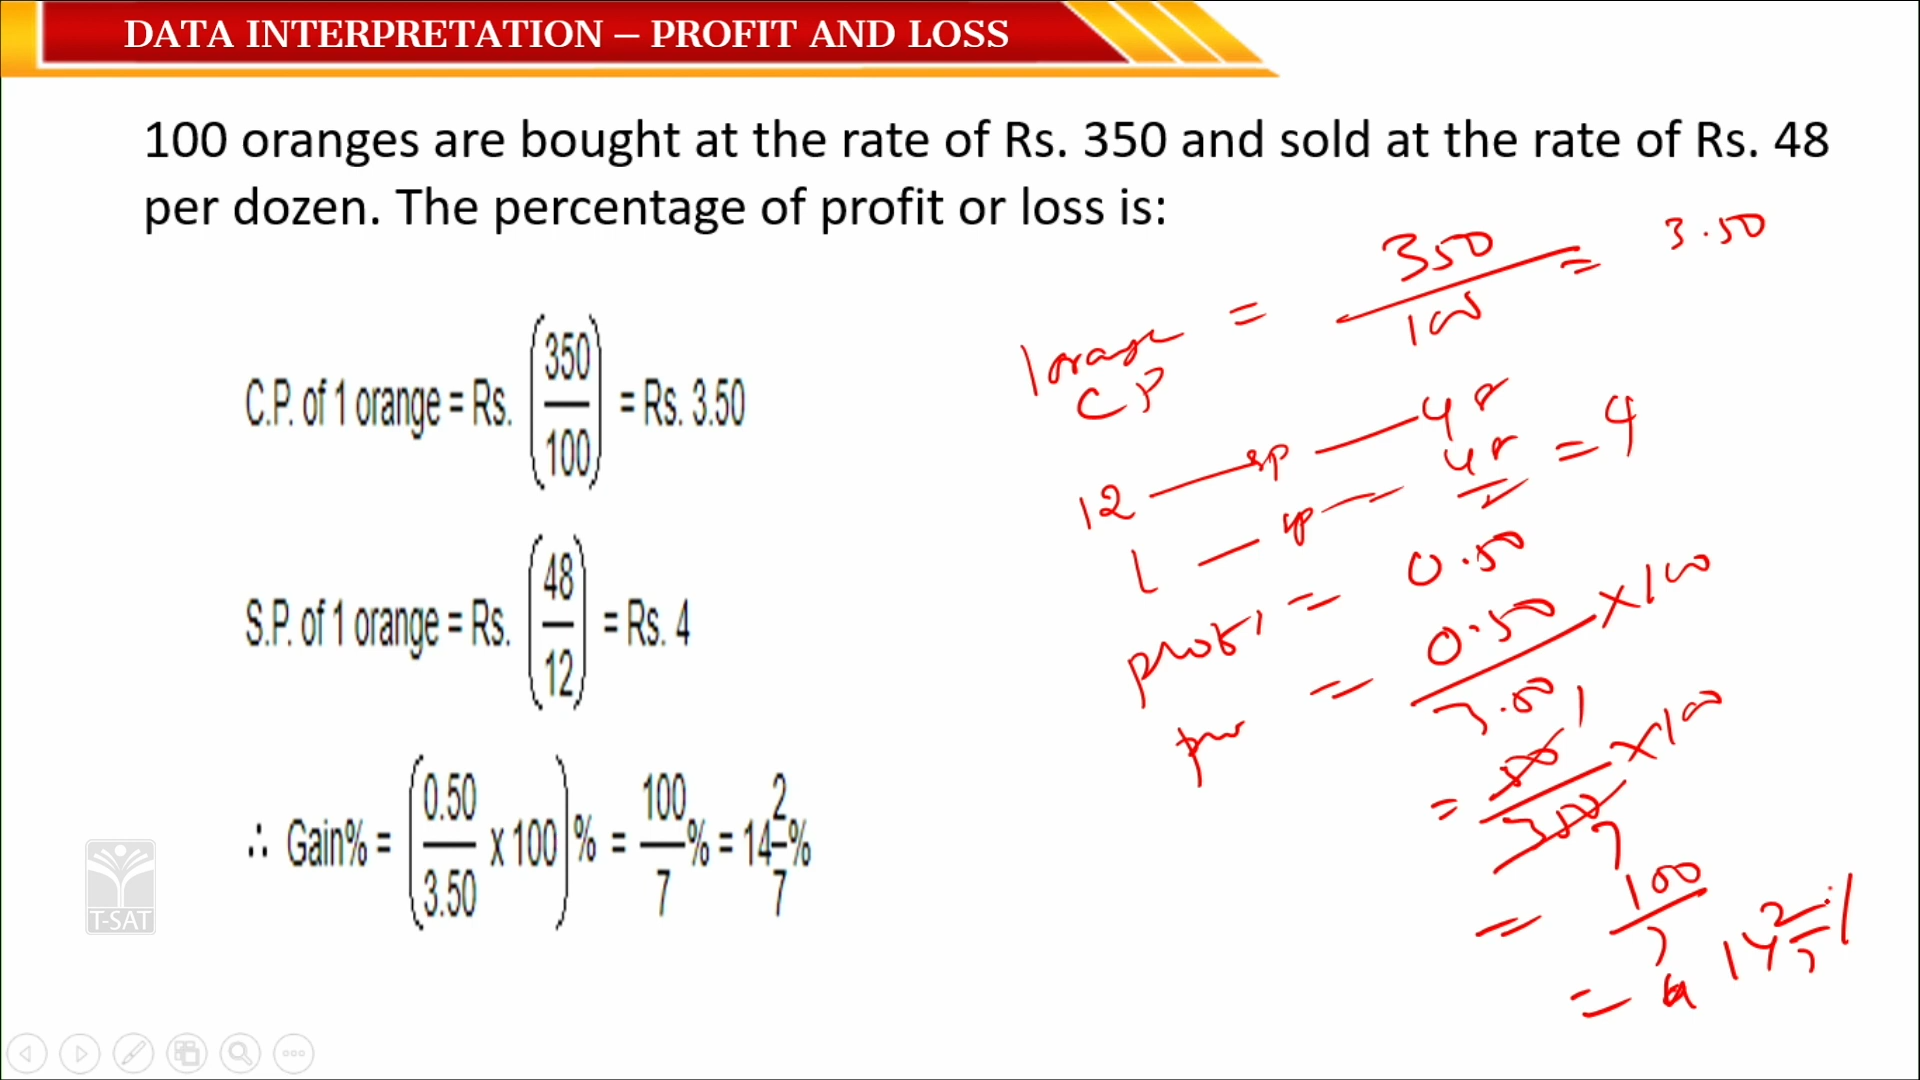 DATA INTERPRETATION – PROFIT AND LOSS
100 oranges are bought at the rate of Rs. 350 and sold at the rate of Rs. 48
per dozen. The percentage of profit or loss is:
C.P. of 1 orange = Rs. (350/100) = Rs. 3.50
S.P. of 1 orange = Rs. (48/12) = Rs. 4
∴ Gain% = (0.50/3.50 x 100)% = 100/7% = 14 2/7%
T-SAT
1 orange CP = 350/100 = 3.50
12 — sp — 48
1 — sp — 48 = 4
profit = 0.50
= 0.50/3.50 x 100
= 50/350 x 100
= 100/7
= 14 2/7 %